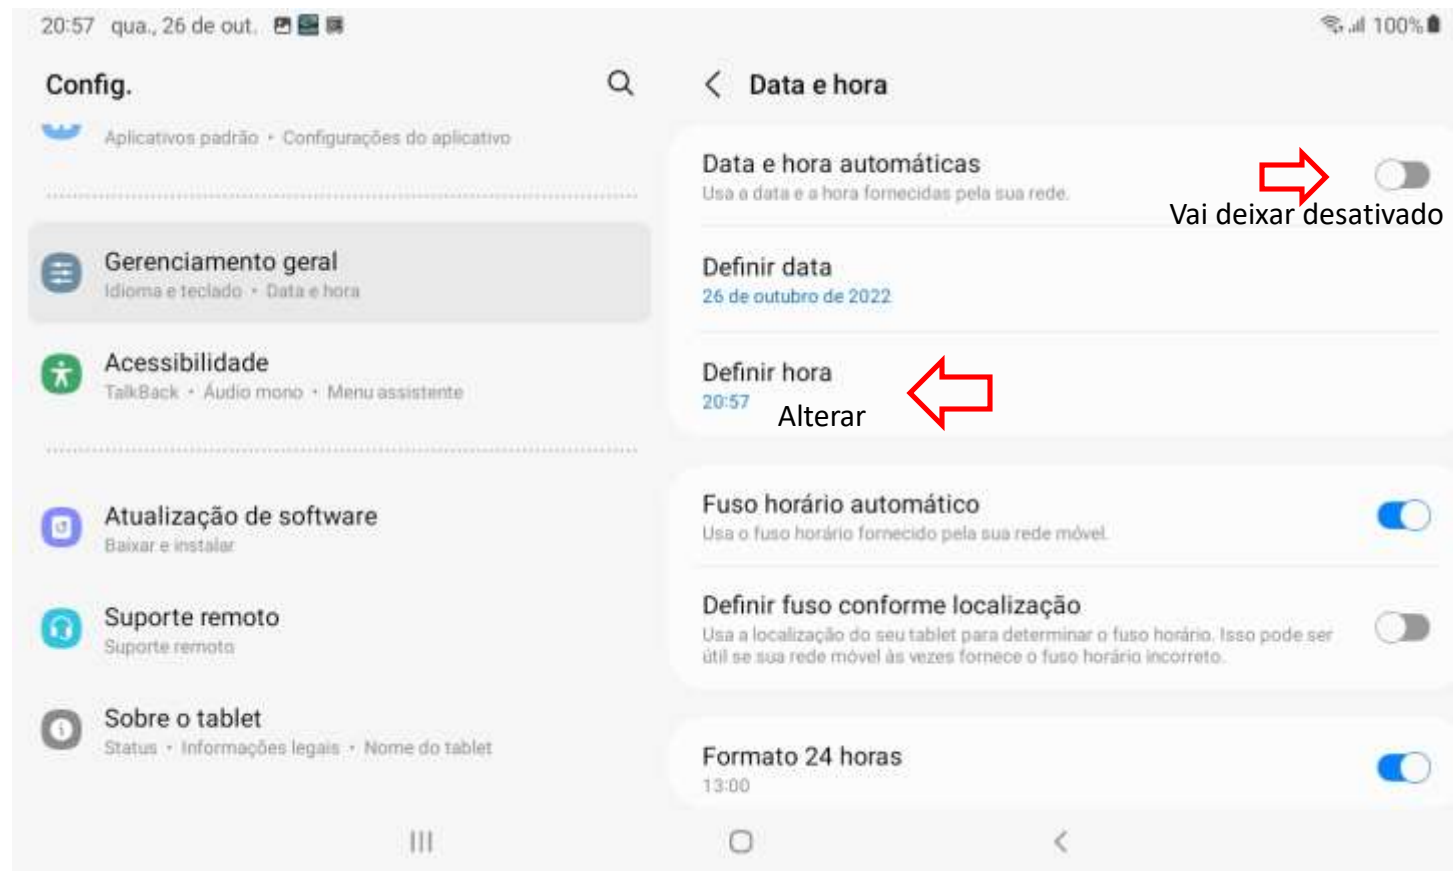 20:57 qua., 26 de out.
100%
Config.
Aplicativos padrão • Configurações do aplicativo
Gerenciamento geral
Idioma e teclado • Data e hora
Acessibilidade
TalkBack • Áudio mono • Menu assistente
Atualização de software
Baixar e instalar
Suporte remoto
Suporte remoto
Sobre o tablet
Status • Informações legais • Nome do tablet
Data e hora
Data e hora automáticas
Usa a data e a hora fornecidas pela sua rede.
Vai deixar desativado
Definir data
26 de outubro de 2022
Definir hora
20:57
Alterar
Fuso horário automático
Usa o fuso horário fornecido pela sua rede móvel.
Definir fuso conforme localização
Usa a localização do seu tablet para determinar o fuso horário. Isso pode ser
útil se sua rede móvel às vezes fornece o fuso horário incorreto.
Formato 24 horas
13:00